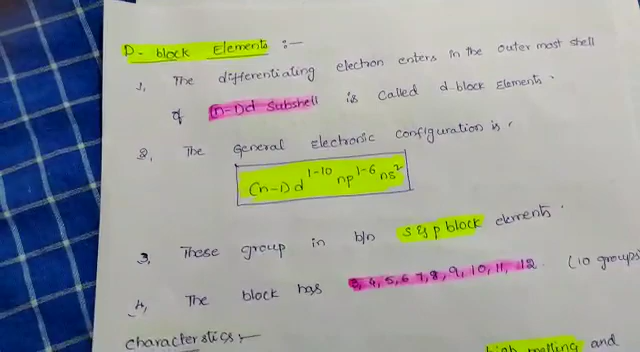 D- block Elements :-
1, The differentiating electron enters in the outer most shell
of (n-1)d subshell is called d-block Elements.
2, The general electronic configuration is,
(n-1) d¹⁻¹⁰ np¹⁻⁶ ns²
3, These group in b/n s & p block elements.
4, The block has 3, 4, 5, 6 7, 8, 9, 10, 11, 12. (10 groups
characterstics :-
high melting and